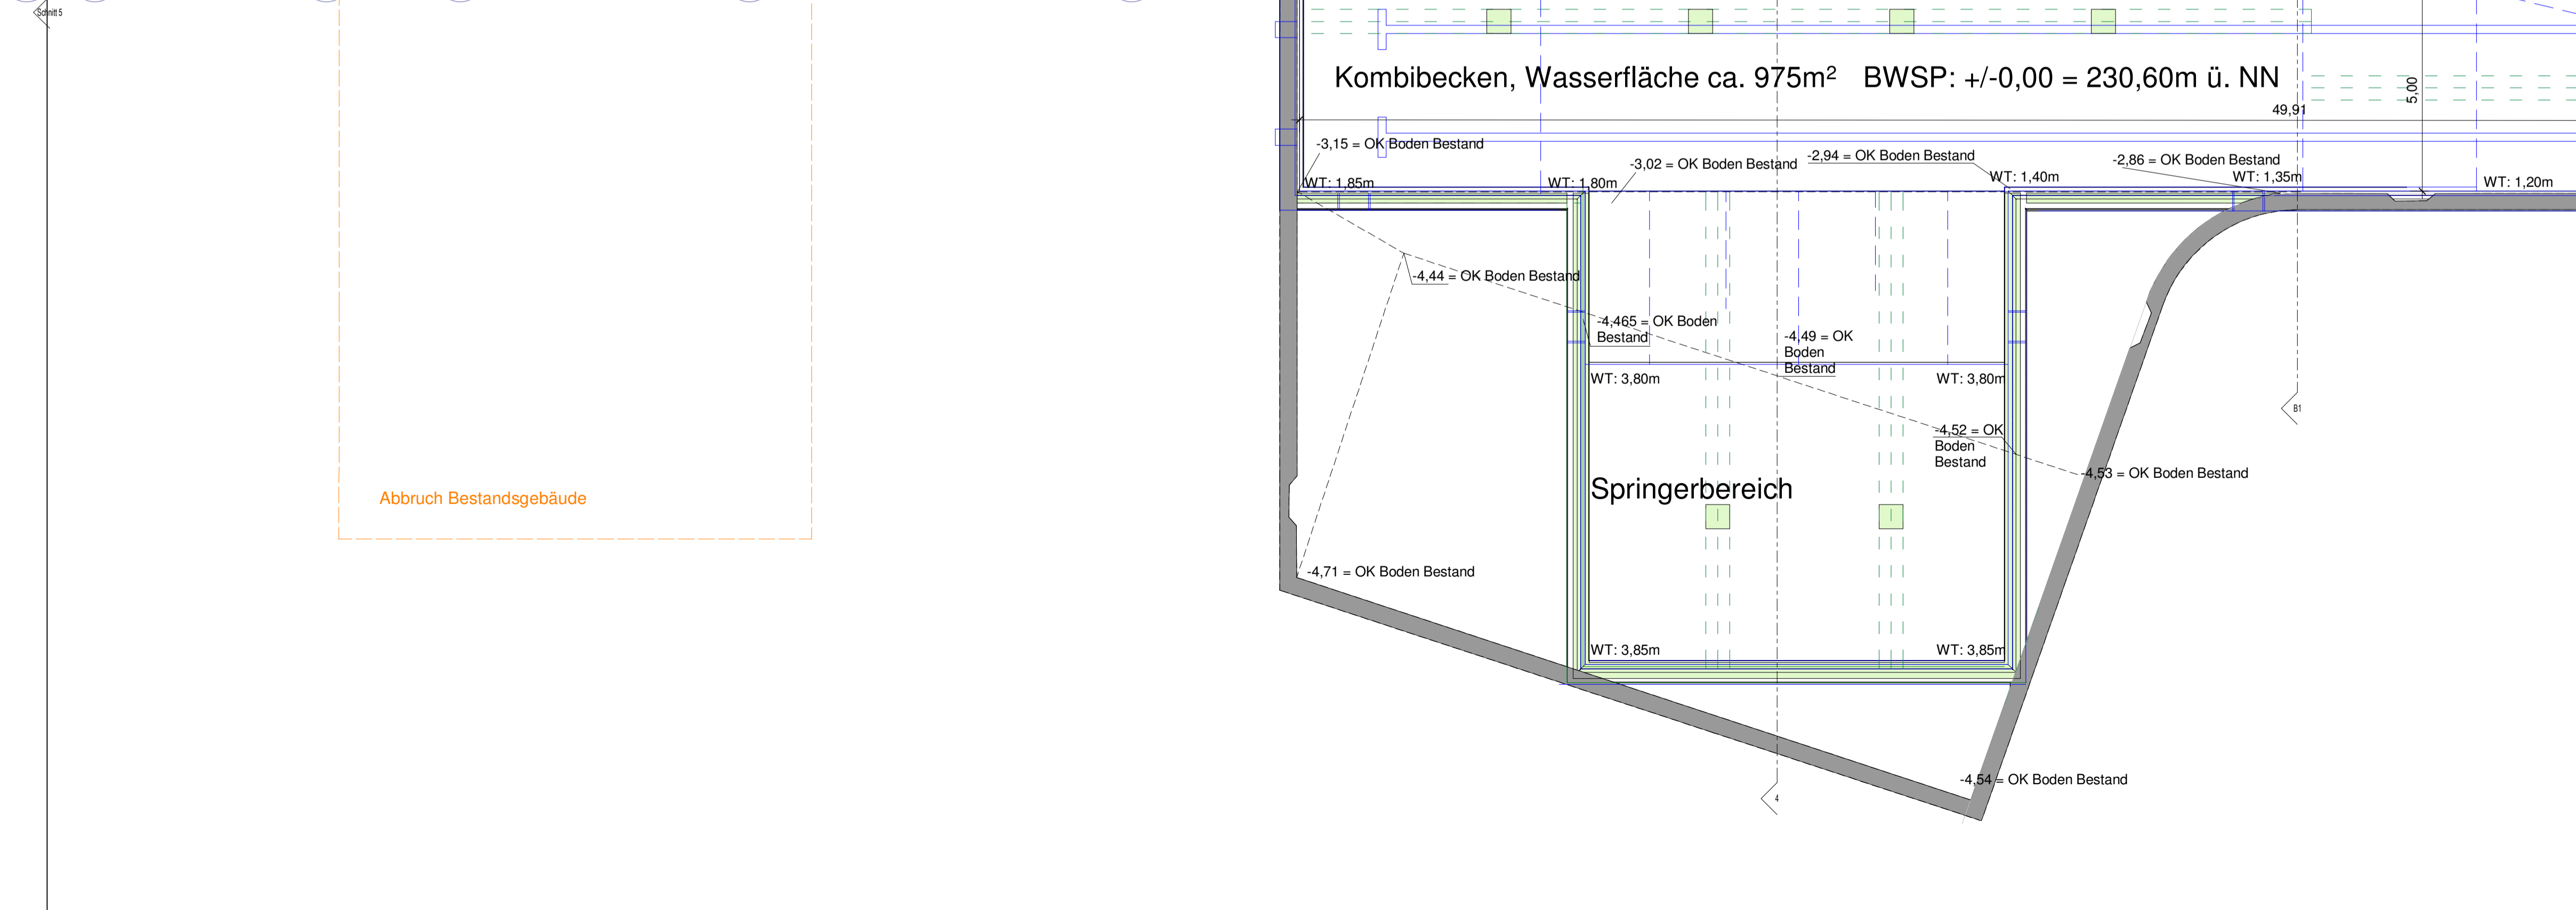 Schnitt 5
Kombibecken, Wasserfläche ca. 975m² BWSP: +/-0,00 = 230,60m ü. NN
5,00
49,91
-3,15 = OK Boden Bestand
-3,02 = OK Boden Bestand
-2,94 = OK Boden Bestand
-2,86 = OK Boden Bestand
WT: 1,85m
WT: 1,80m
WT: 1,40m
WT: 1,35m
WT: 1,20m
-4,44 = OK Boden Bestand
-4,465 = OK Boden
Bestand
-4,49 = OK
Boden
Bestand
WT: 3,80m
WT: 3,80m
B1
-4,52 = OK
Boden
Bestand
-4,53 = OK Boden Bestand
Springerbereich
Abbruch Bestandsgebäude
-4,71 = OK Boden Bestand
WT: 3,85m
WT: 3,85m
-4,54 = OK Boden Bestand
4